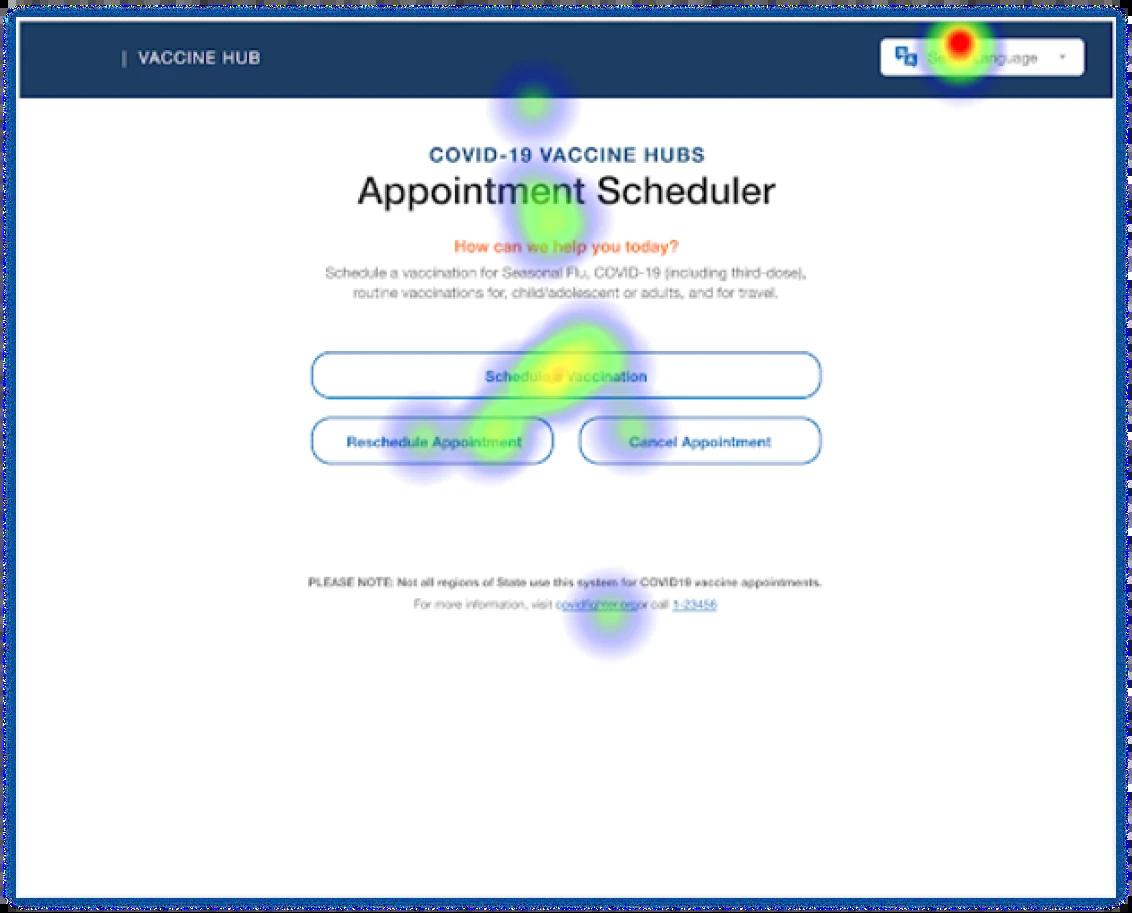 | VACCINE HUB
Select Language
COVID-19 VACCINE HUBS
Appointment Scheduler
How can we help you today?
Schedule a vaccination for Seasonal Flu, COVID-19 (including third-dose),
routine vaccinations for, child/adolescent or adults, and for travel.
Schedule a Vaccination
Reschedule Appointment
Cancel Appointment
PLEASE NOTE: Not all regions of State use this system for COVID19 vaccine appointments.
For more information, visit covidfighter.org or call 1-23456